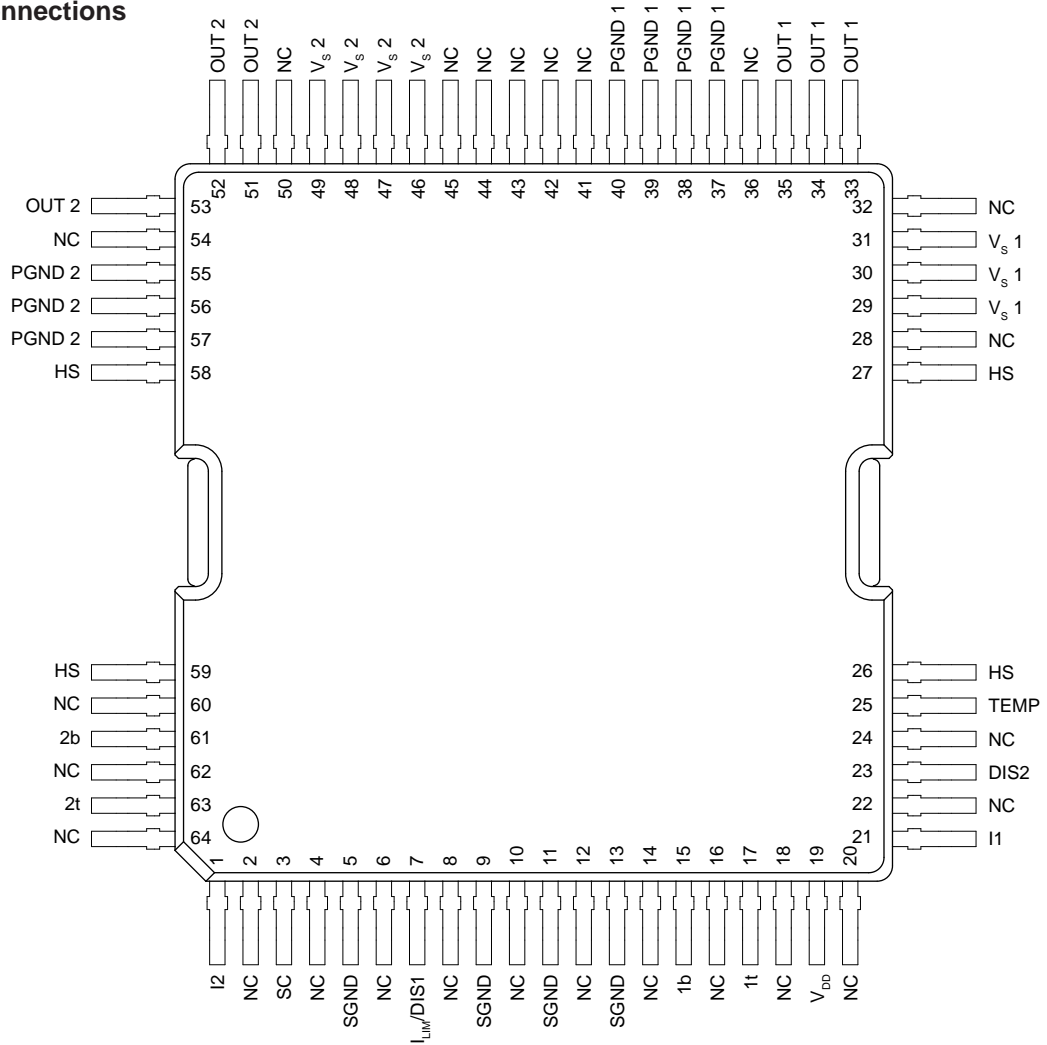 nnections
OUT 2
OUT 2
NC
VS 2
VS 2
VS 2
VS 2
NC
NC
NC
NC
NC
PGND 1
PGND 1
PGND 1
PGND 1
NC
OUT 1
OUT 1
OUT 1
52
51
50
49
48
47
46
45
44
43
42
41
40
39
38
37
36
35
34
33
OUT 2 53
NC 54
PGND 2 55
PGND 2 56
PGND 2 57
HS 58
32 NC
31 VS 1
30 VS 1
29 VS 1
28 NC
27 HS
HS 59
NC 60
2b 61
NC 62
2t 63
NC 64
26 HS
25 TEMP
24 NC
23 DIS2
22 NC
21 I1
1
2
3
4
5
6
7
8
9
10
11
12
13
14
15
16
17
18
19
20
I2
NC
SC
NC
SGND
NC
ILIM/DIS1
NC
SGND
NC
SGND
NC
SGND
NC
1b
NC
1t
NC
VDD
NC